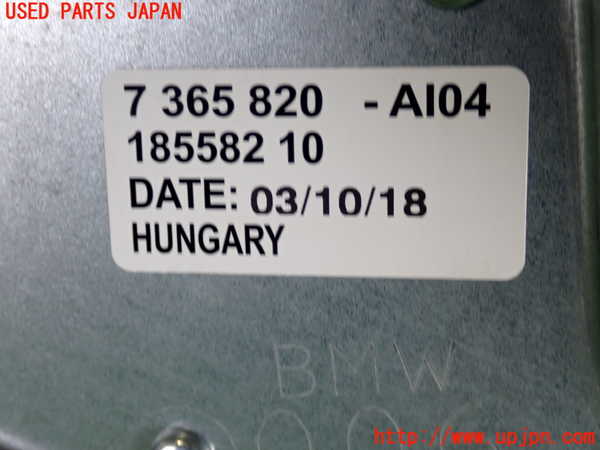 USED PARTS JAPAN
7 365 820 - AI04
185582 10
DATE: 03/10/18
HUNGARY
BMW
http://www.upjpn.com